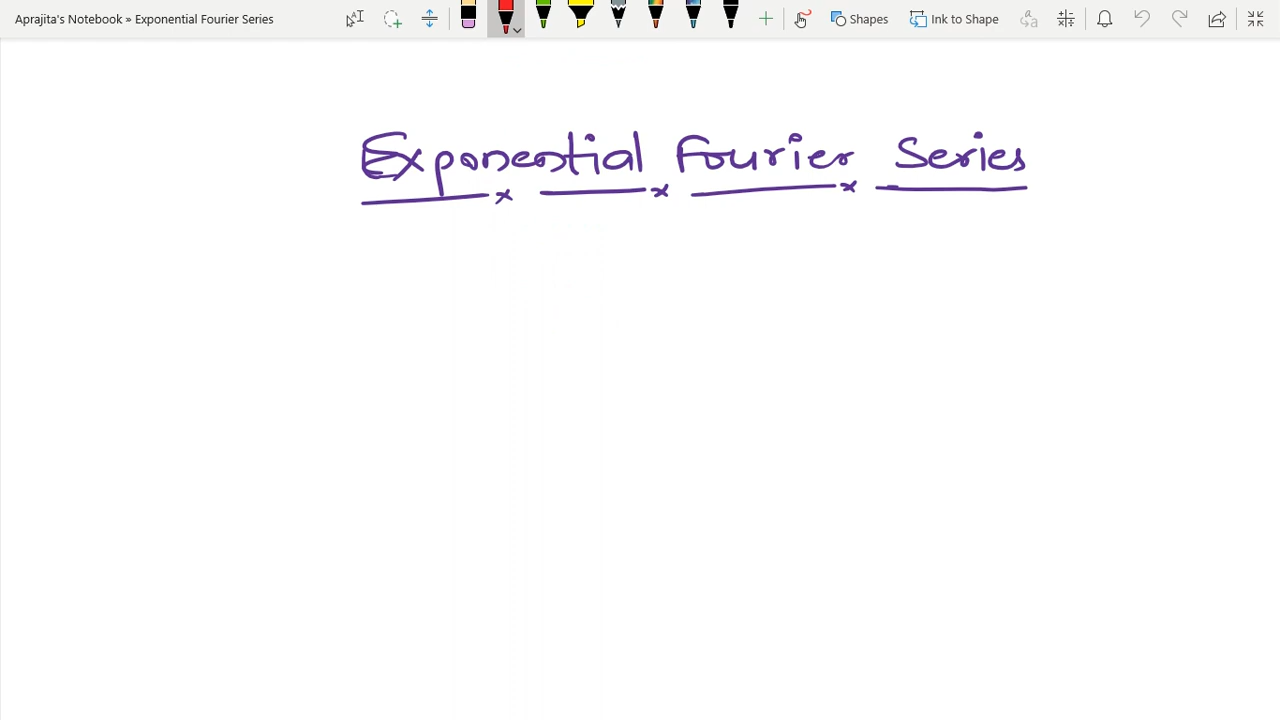 Aprajita's Notebook » Exponential Fourier Series
Shapes
Ink to Shape
Exponential Fourier Series